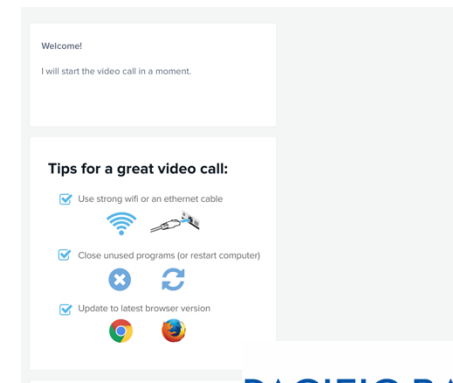 Welcome!
I will start the video call in a moment.
Tips for a great video call:
Use strong wifi or an ethernet cable
Close unused programs (or restart computer)
Update to latest browser version
PACIFIC